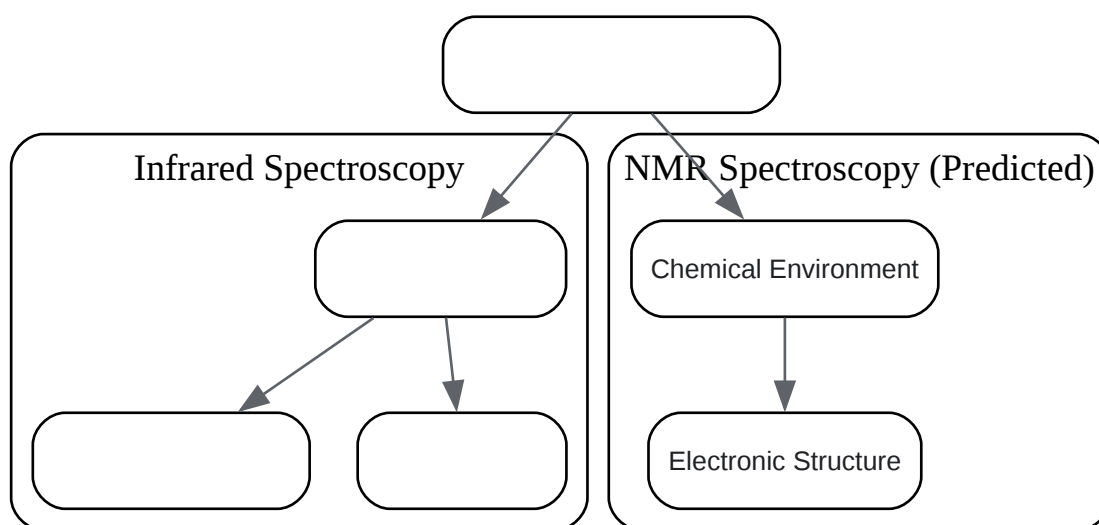 Infrared Spectroscopy
NMR Spectroscopy (Predicted)
Chemical Environment
Electronic Structure